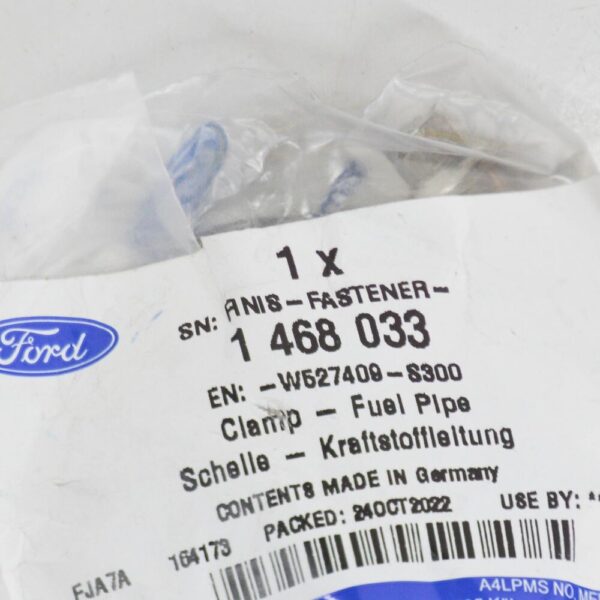 1 x
SN: FINIS-FASTENER-
1 468 033
Ford
EN: -W527409-S300
Clamp - Fuel Pipe
Schelle - Kraftstoffleitung
CONTENTS MADE IN Germany
PACKED: 24OCT2022 USE BY:
FJA7A 164173
A4LPMS NO.